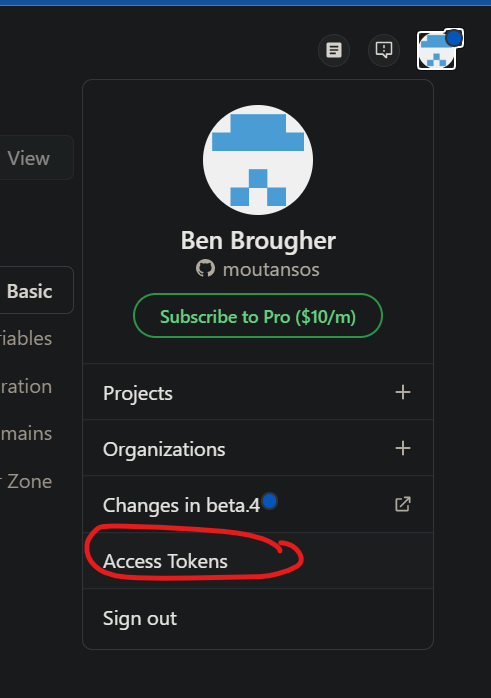 View
Ben Brougher
moutansos
Subscribe to Pro ($10/m)
Basic
iables
ration
mains
Zone
Projects
Organizations
Changes in beta.4
Access Tokens
Sign out